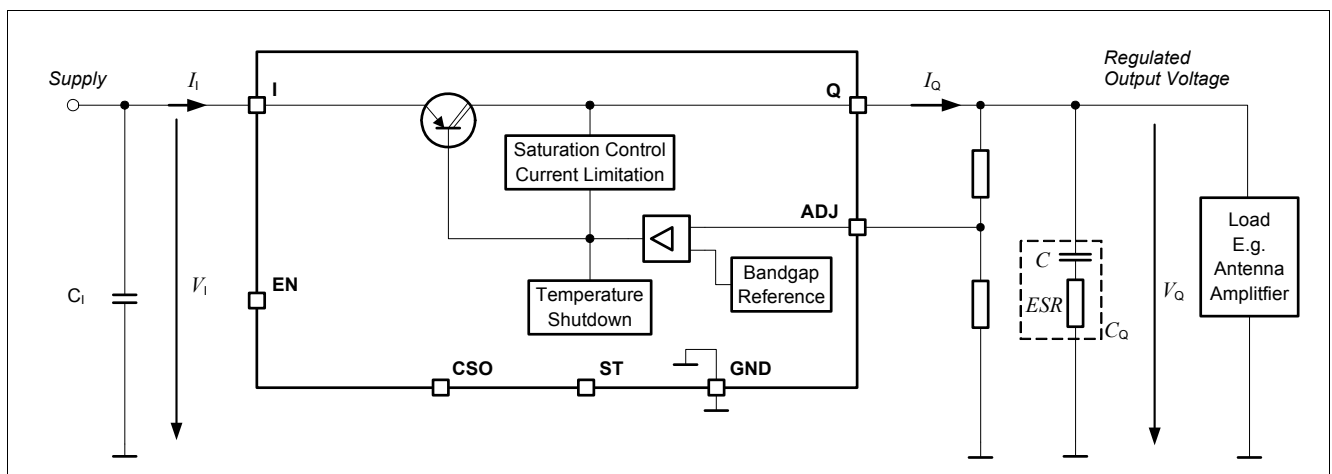 Supply
I_I
I
Q
I_Q
Regulated
Output Voltage
Saturation Control
Current Limitation
ADJ
Load
E.g.
Antenna
Amplitfier
C_I
V_I
EN
Temperature
Shutdown
Bandgap
Reference
C
ESR
C_Q
V_Q
CSO
ST
GND